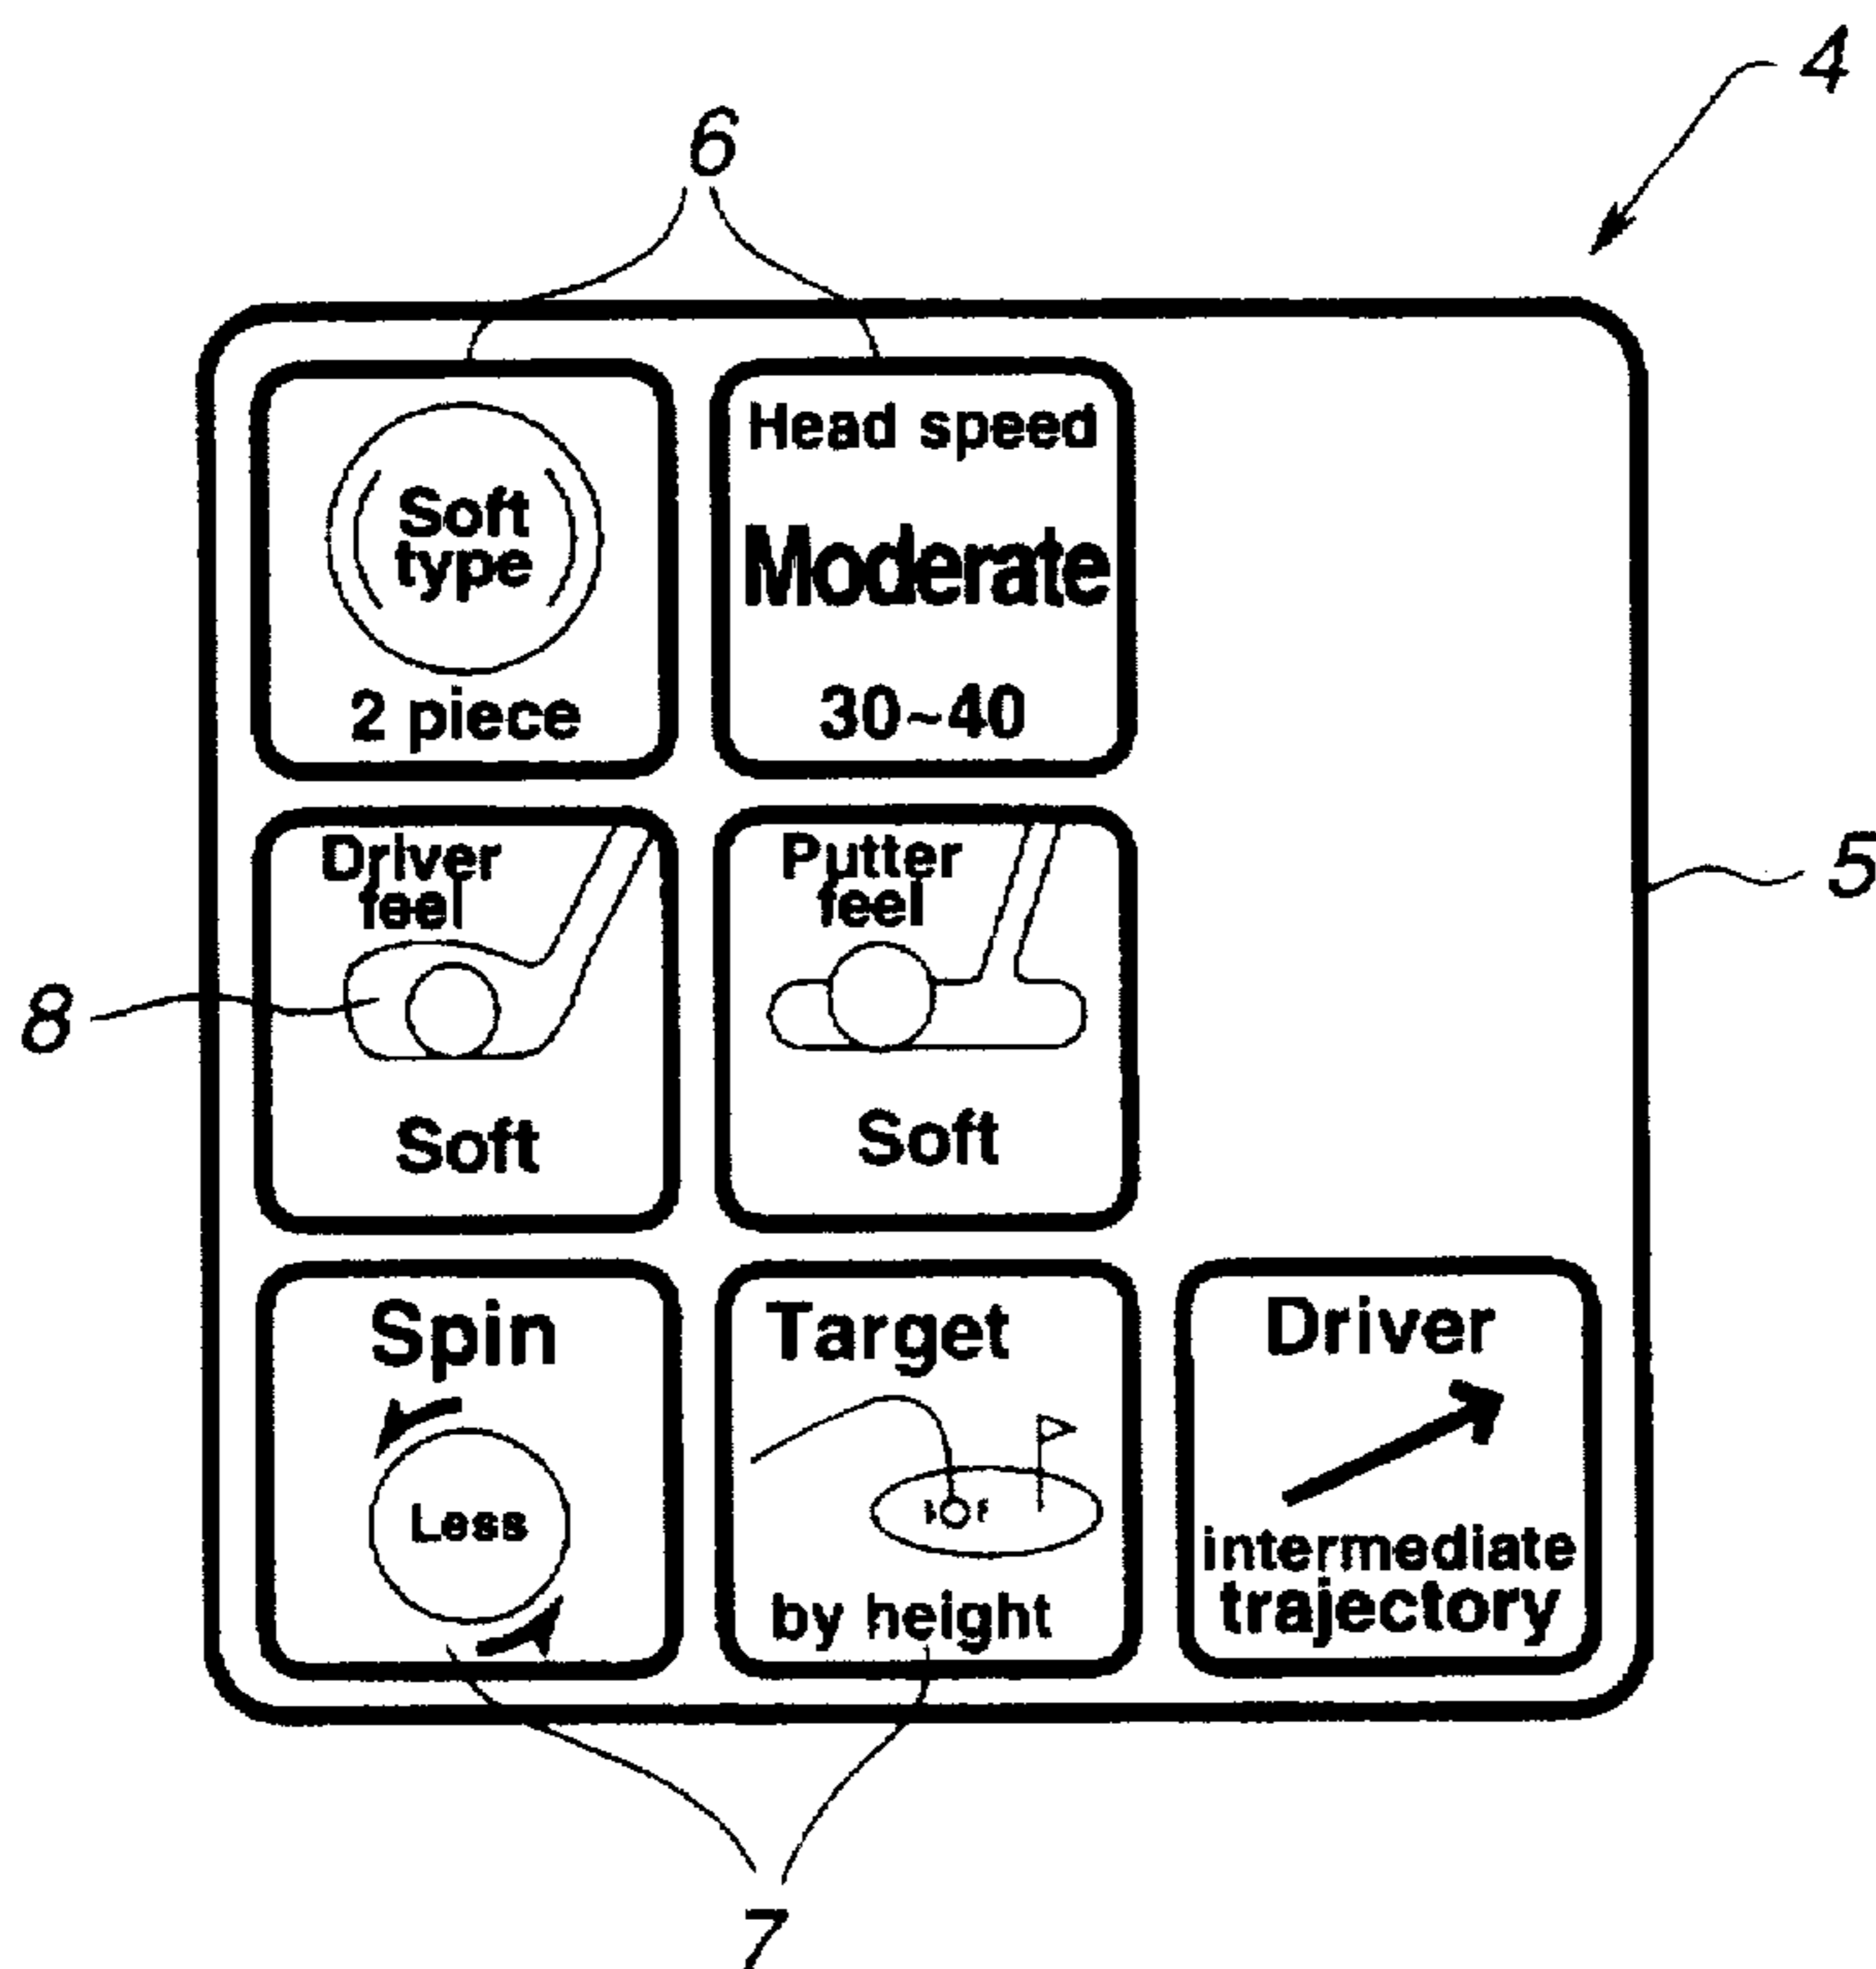 4
6
Soft
type
2 piece
Head speed
Moderate
30~40
5
8
Driver
feel
Soft
Putter
feel
Soft
Spin
Less
Target
by height
Driver
intermediate
trajectory
7